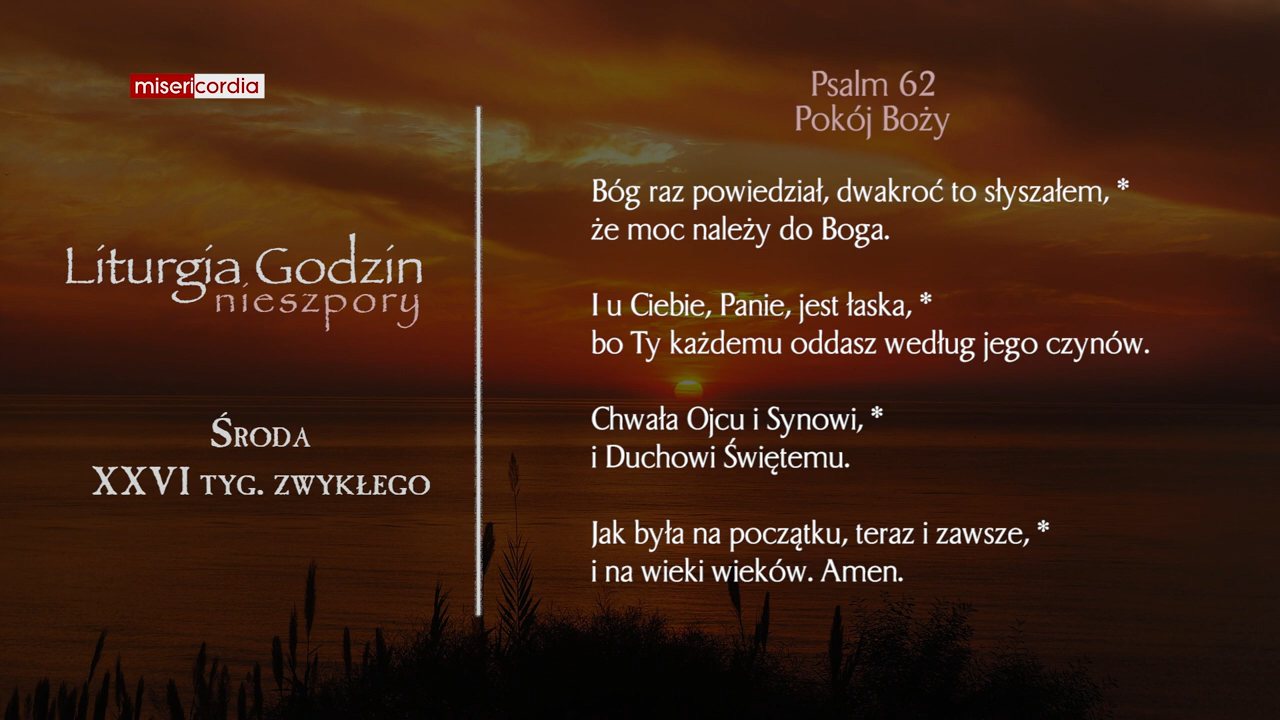 misericordia
Liturgia Godzin
nieszpory
Środa
XXVI tyg. zwykłego
Psalm 62
Pokój Boży
Bóg raz powiedział, dwakroć to słyszałem, *
że moc należy do Boga.
I u Ciebie, Panie, jest łaska, *
bo Ty każdemu oddasz według jego czynów.
Chwała Ojcu i Synowi, *
i Duchowi Świętemu.
Jak była na początku, teraz i zawsze, *
i na wieki wieków. Amen.